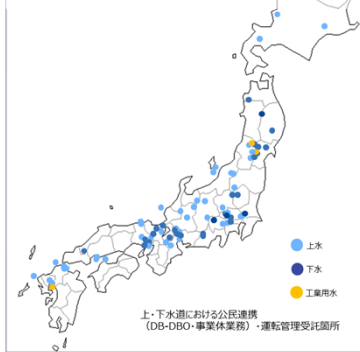 上水
下水
工業用水
上・下水道における公民連携
（DB・DBO・事業体業務）・運転管理受託箇所